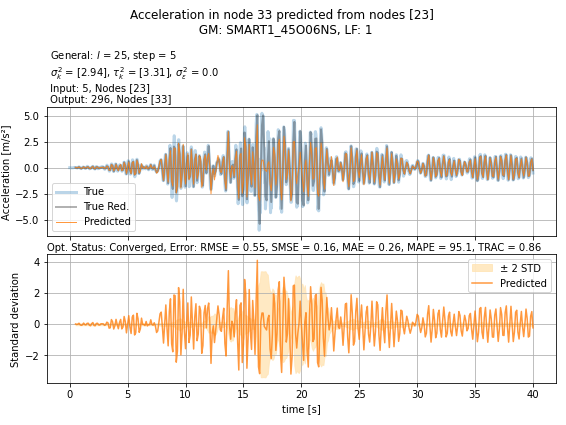 Acceleration in node 33 predicted from nodes [23]
GM: SMART1_45O06NS, LF: 1
General: l = 25, step = 5
σ²ₖ = [2.94], τ²ₖ = [3.31], σ²ε = 0.0
Input: 5, Nodes [23]
Output: 296, Nodes [33]
Acceleration [m/s²]
5.0
2.5
0.0
−2.5
−5.0
True
True Red.
Predicted
Opt. Status: Converged, Error: RMSE = 0.55, SMSE = 0.16, MAE = 0.26, MAPE = 95.1, TRAC = 0.86
Standard deviation
4
2
0
−2
± 2 STD
Predicted
0 5 10 15 20 25 30 35 40
time [s]